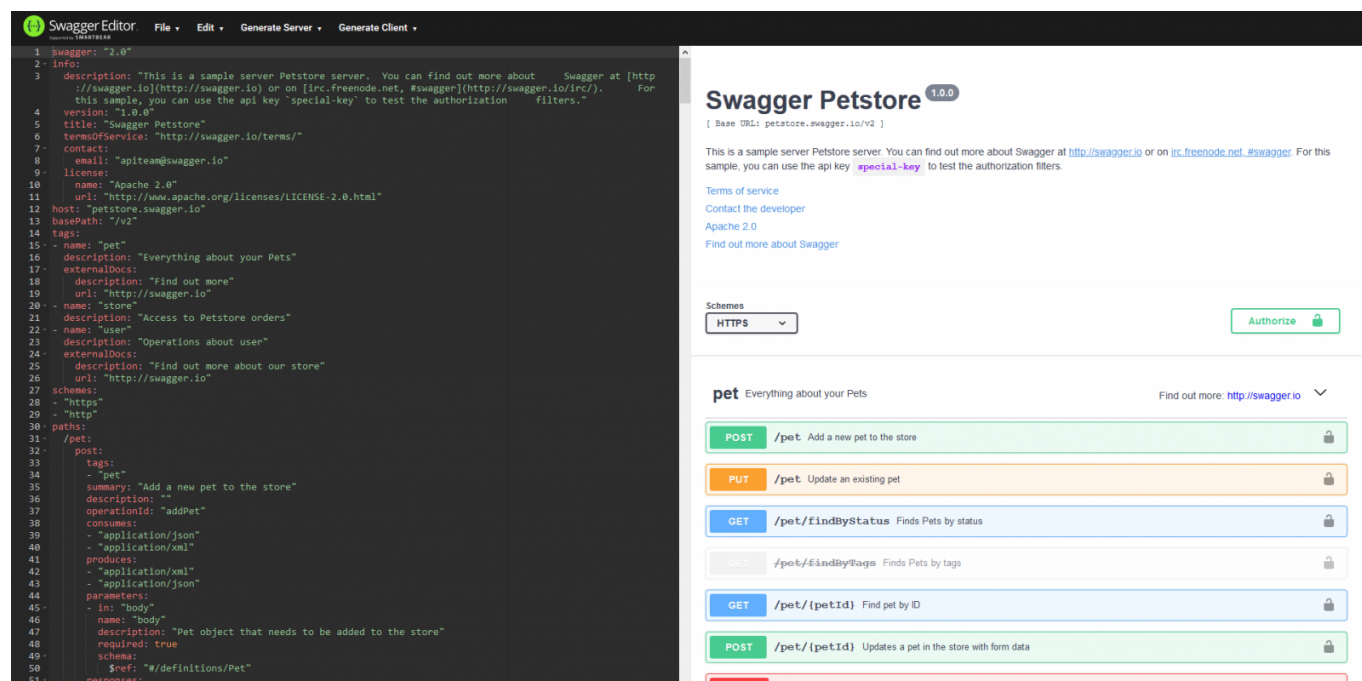 Swagger Editor.
Supported by SMARTBEAR
File Edit Generate Server Generate Client
1 swagger: "2.0"
2 info:
3 description: "This is a sample server Petstore server. You can find out more about Swagger at [http
://swagger.io](http://swagger.io) or on [irc.freenode.net, #swagger](http://swagger.io/irc/). For
this sample, you can use the api key `special-key` to test the authorization filters."
4 version: "1.0.0"
5 title: "Swagger Petstore"
6 termsOfService: "http://swagger.io/terms/"
7 contact:
8 email: "apiteam@swagger.io"
9 license:
10 name: "Apache 2.0"
11 url: "http://www.apache.org/licenses/LICENSE-2.0.html"
12 host: "petstore.swagger.io"
13 basePath: "/v2"
14 tags:
15 - name: "pet"
16 description: "Everything about your Pets"
17 externalDocs:
18 description: "Find out more"
19 url: "http://swagger.io"
20 - name: "store"
21 description: "Access to Petstore orders"
22 - name: "user"
23 description: "Operations about user"
24 externalDocs:
25 description: "Find out more about our store"
26 url: "http://swagger.io"
27 schemes:
28 - "https"
29 - "http"
30 paths:
31 /pet:
32 post:
33 tags:
34 - "pet"
35 summary: "Add a new pet to the store"
36 description: ""
37 operationId: "addPet"
38 consumes:
39 - "application/json"
40 - "application/xml"
41 produces:
42 - "application/xml"
43 - "application/json"
44 parameters:
45 - in: "body"
46 name: "body"
47 description: "Pet object that needs to be added to the store"
48 required: true
49 schema:
50 $ref: "#/definitions/Pet"
51 responses:
Swagger Petstore 1.0.0
[ Base URL: petstore.swagger.io/v2 ]
This is a sample server Petstore server. You can find out more about Swagger at http://swagger.io or on irc.freenode.net, #swagger. For this
sample, you can use the api key special-key to test the authorization filters.
Terms of service
Contact the developer
Apache 2.0
Find out more about Swagger
Schemes
HTTPS
Authorize
pet Everything about your Pets Find out more: http://swagger.io
POST /pet Add a new pet to the store
PUT /pet Update an existing pet
GET /pet/findByStatus Finds Pets by status
GET /pet/findByTags Finds Pets by tags
GET /pet/{petId} Find pet by ID
POST /pet/{petId} Updates a pet in the store with form data